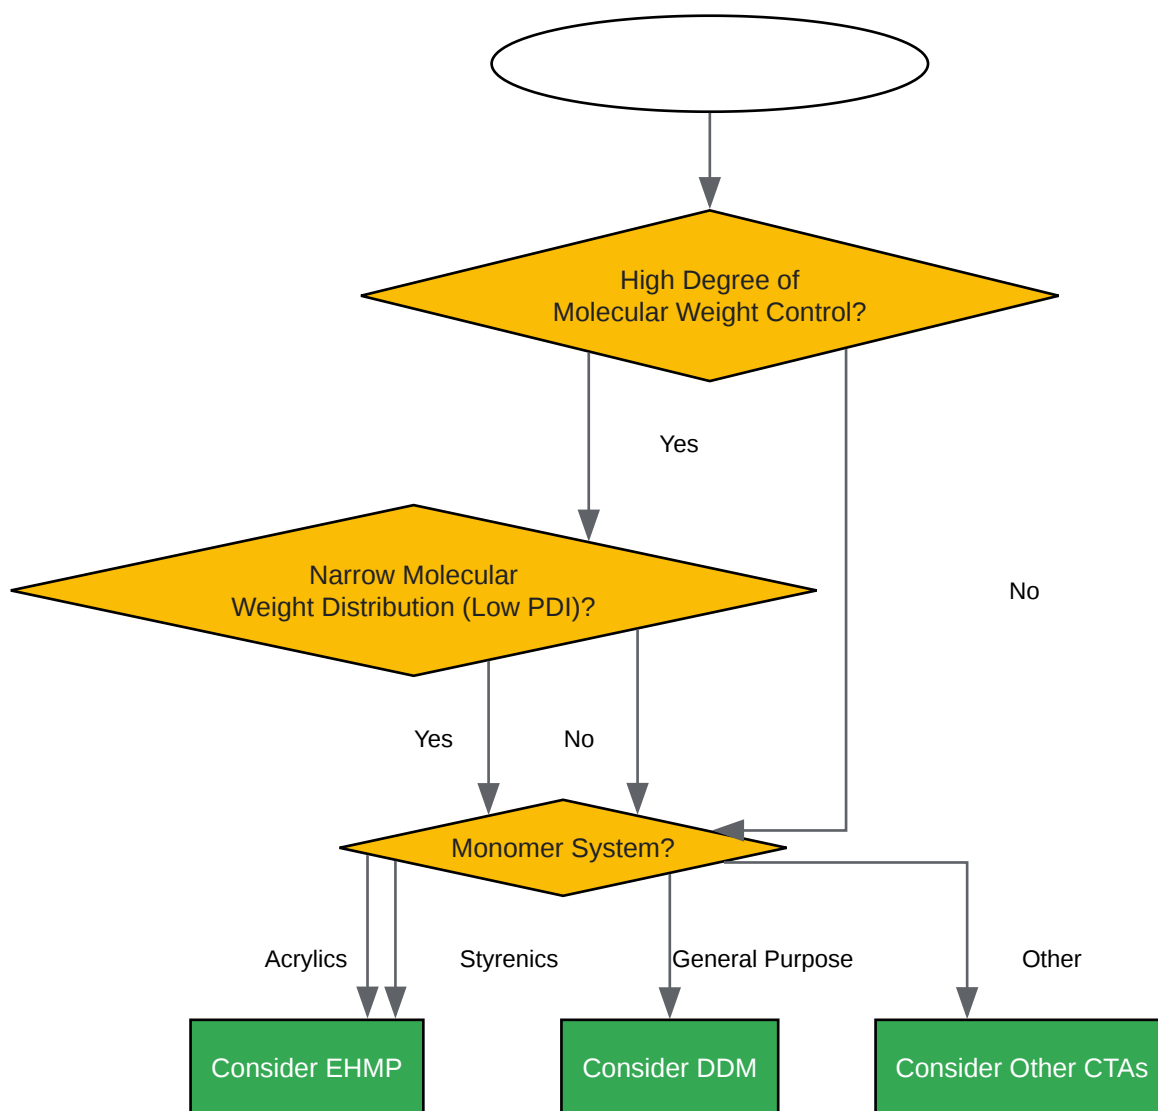 High Degree of
Molecular Weight Control?
Yes
Narrow Molecular
Weight Distribution (Low PDI)?
No
Yes
No
Monomer System?
Acrylics
Styrenics
General Purpose
Other
Consider EHMP
Consider DDM
Consider Other CTAs